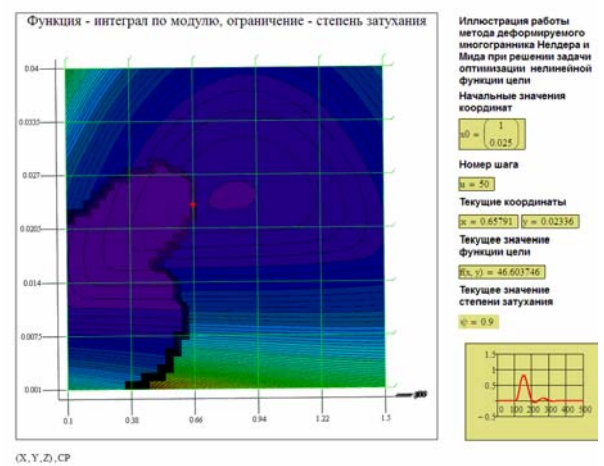 Функция - интеграл по модулю, ограничение - степень затухания
0.04
0.0335
0.027
0.0205
0.014
0.0075
0.001
0.1
0.38
0.66
0.94
1.22
1.5
(X,Y,Z),CP
Иллюстрация работы
метода деформируемого
многогранника Нелдера и
Мида при решении задачи
оптимизации нелинейной
функции цели
Начальные значения
координат
x0 = ( 1
0.025 )
Номер шага
n = 50
Текущие координаты
x = 0.65791 y = 0.02336
Текущее значение
функции цели
f(x, y) = 46.603746
Текущее значение
степени затухания
ψ = 0.9
1.5
1
0.5
0 100 200 300 400 500
-0.5